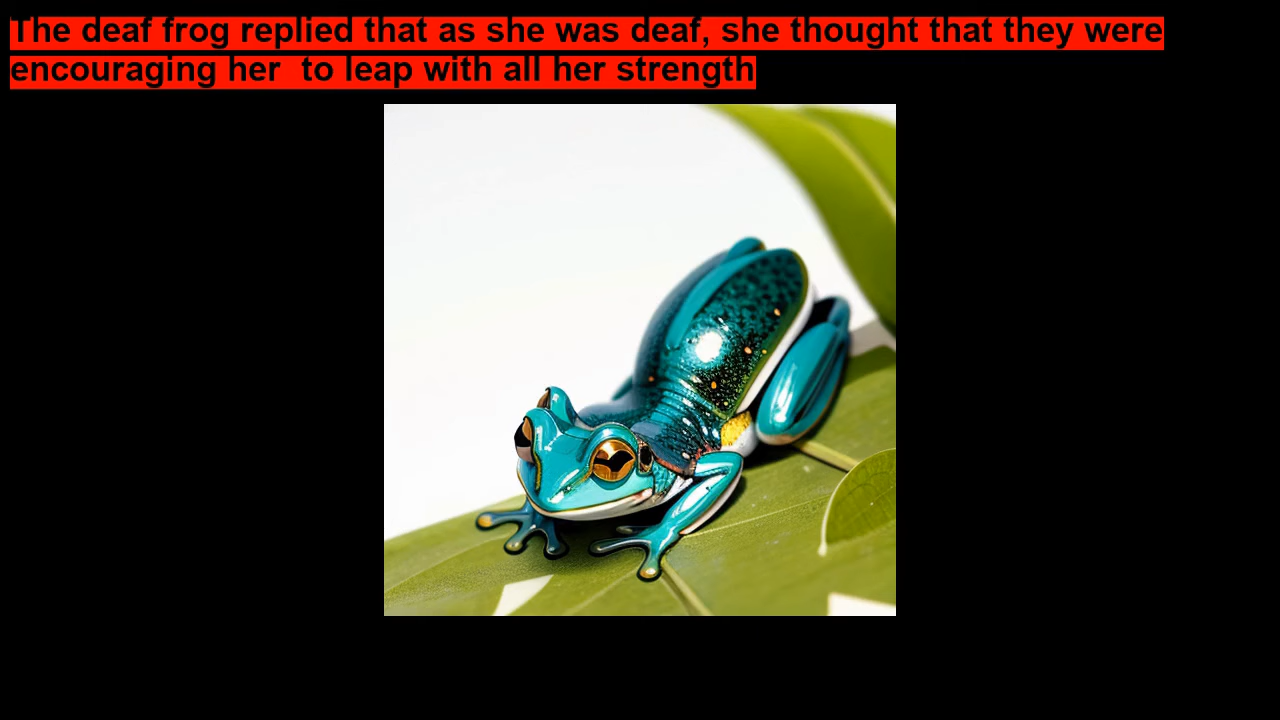 The deaf frog replied that as she was deaf, she thought that they were
encouraging her  to leap with all her strength